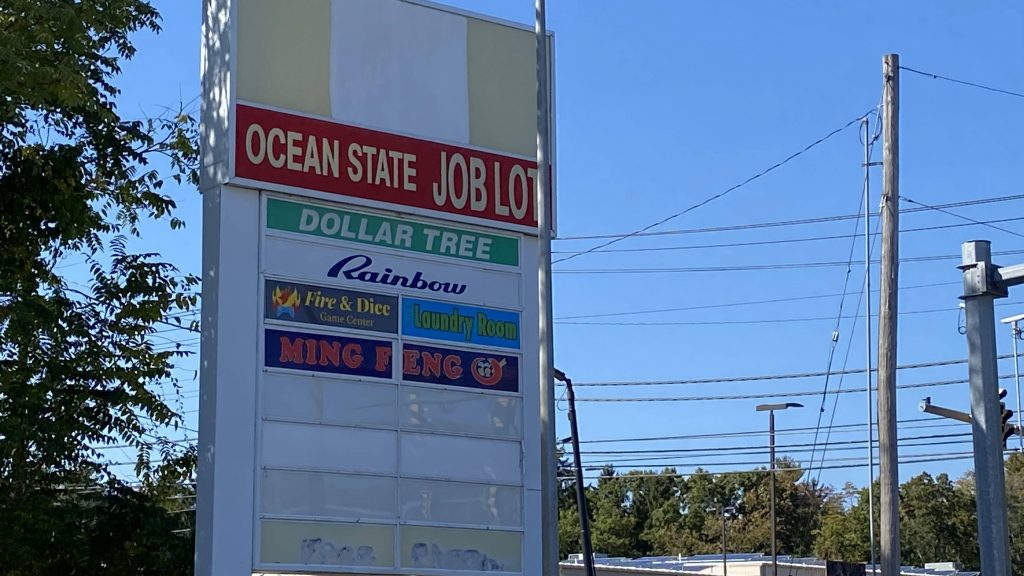 OCEAN STATE JOB LOT
DOLLAR TREE
Rainbow
Fire & Dice
Game Center
Laundry Room
MING FENG